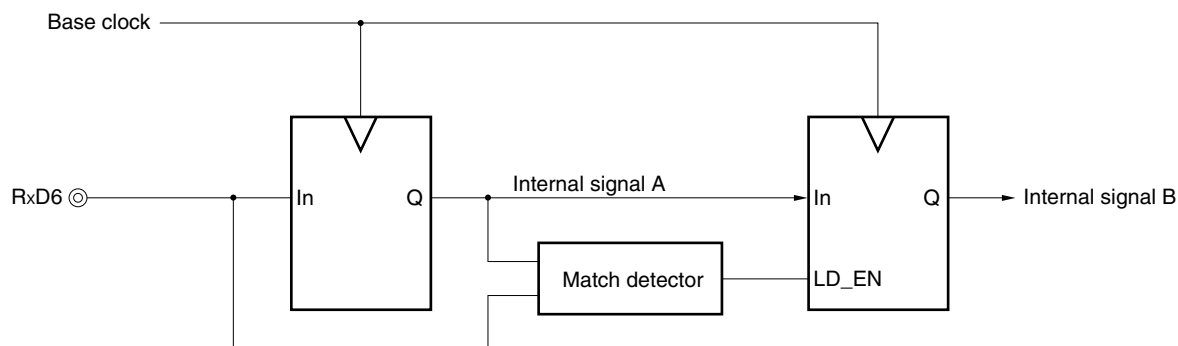 Base clock
RxD6
In
Q
Internal signal A
In
Q
Internal signal B
Match detector
LD_EN